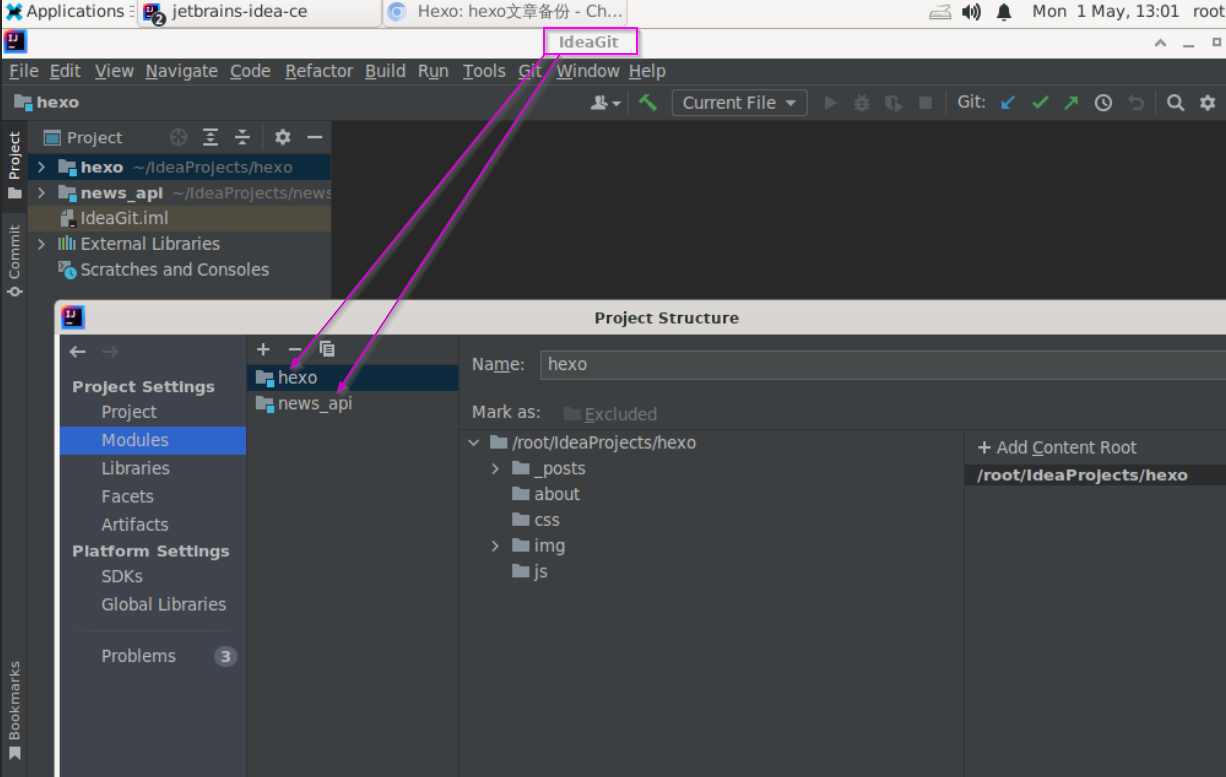 Applications jetbrains-idea-ce Hexo: hexo文章备份 - Ch... Mon 1 May, 13:01 root
IdeaGit
File Edit View Navigate Code Refactor Build Run Tools Git Window Help
hexo Current File Git:
Project
Project
hexo ~/IdeaProjects/hexo
news_api ~/IdeaProjects/news
IdeaGit.iml
External Libraries
Scratches and Consoles
Commit
Project Structure
Project Settings
Project
Modules
Libraries
Facets
Artifacts
Platform Settings
SDKs
Global Libraries
Problems 3
hexo
news_api
Name: hexo
Mark as: Excluded
/root/IdeaProjects/hexo
_posts
about
css
img
js
+ Add Content Root
/root/IdeaProjects/hexo
Bookmarks